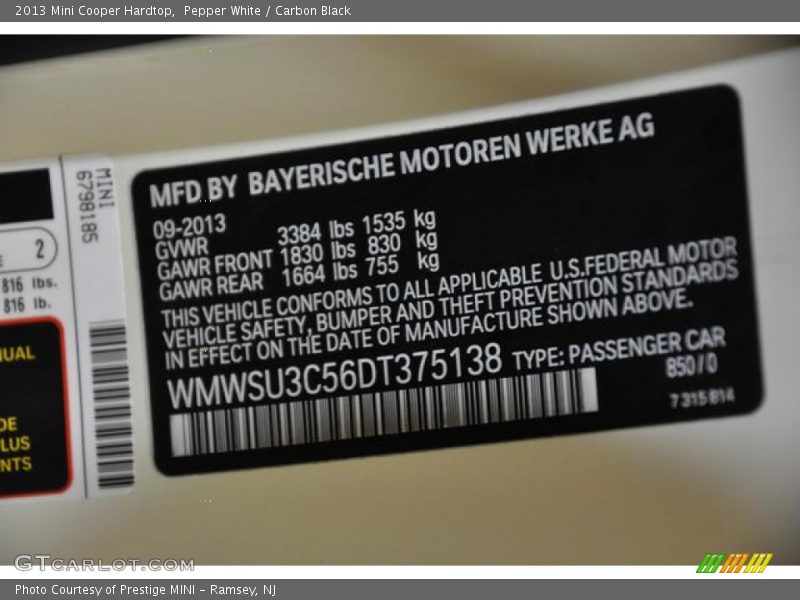 2013 Mini Cooper Hardtop,  Pepper White / Carbon Black
MINI
6798185
2
816 lbs.
816 lb.
MFD BY BAYERISCHE MOTOREN WERKE AG
09-2013
GVWR 3384 lbs 1535 kg
GAWR FRONT 1830 lbs 830 kg
GAWR REAR 1664 lbs 755 kg
THIS VEHICLE CONFORMS TO ALL APPLICABLE U.S.FEDERAL MOTOR
VEHICLE SAFETY, BUMPER AND THEFT PREVENTION STANDARDS
IN EFFECT ON THE DATE OF MANUFACTURE SHOWN ABOVE.
WMWSU3C56DT375138 TYPE: PASSENGER CAR
850/0
7 315 814
GTCARLOT.COM
Photo Courtesy of Prestige MINI – Ramsey, NJ